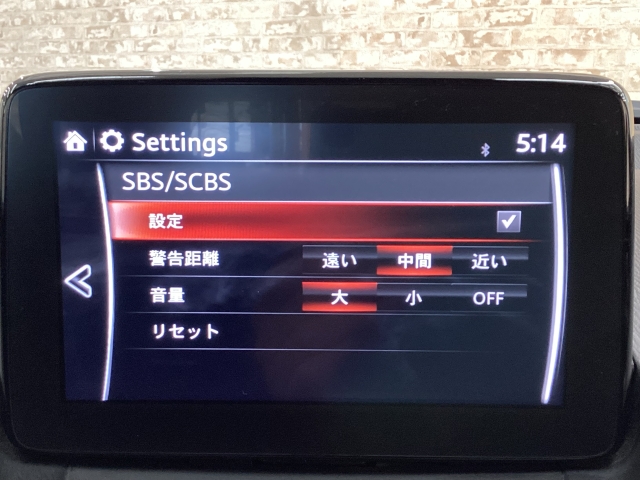 Settings 5:14
SBS/SCBS
設定
警告距離 遠い 中間 近い
音量 大 小 OFF
リセット